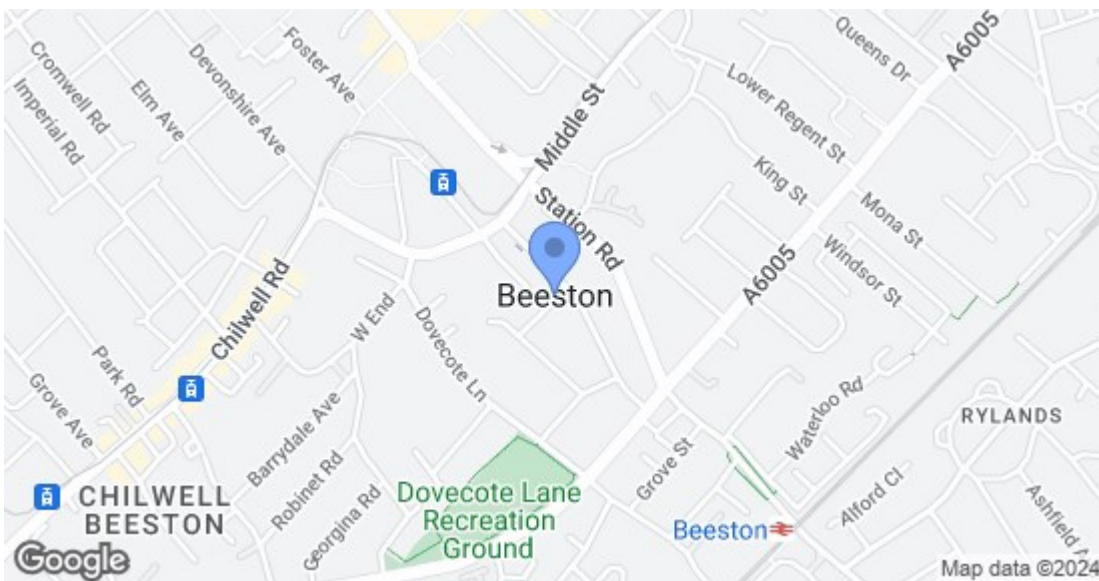 Cromwell Rd
Imperial Rd
Elm Ave
Devonshire Ave
Foster Ave
Middle St
Station Rd
Queens Dr
A6005
Lower Regent St
King St
Mona St
Windsor St
Beeston
A6005
Chilwell Rd
W End
Dovecote Ln
Park Rd
Grove Ave
Barrydale Ave
Robinet Rd
Georgina Rd
CHILWELL
BEESTON
Dovecote Lane
Recreation
Ground
Grove St
Waterloo Rd
RYLANDS
Alford Cl
Ashfield A
Beeston
Google
Map data ©2024